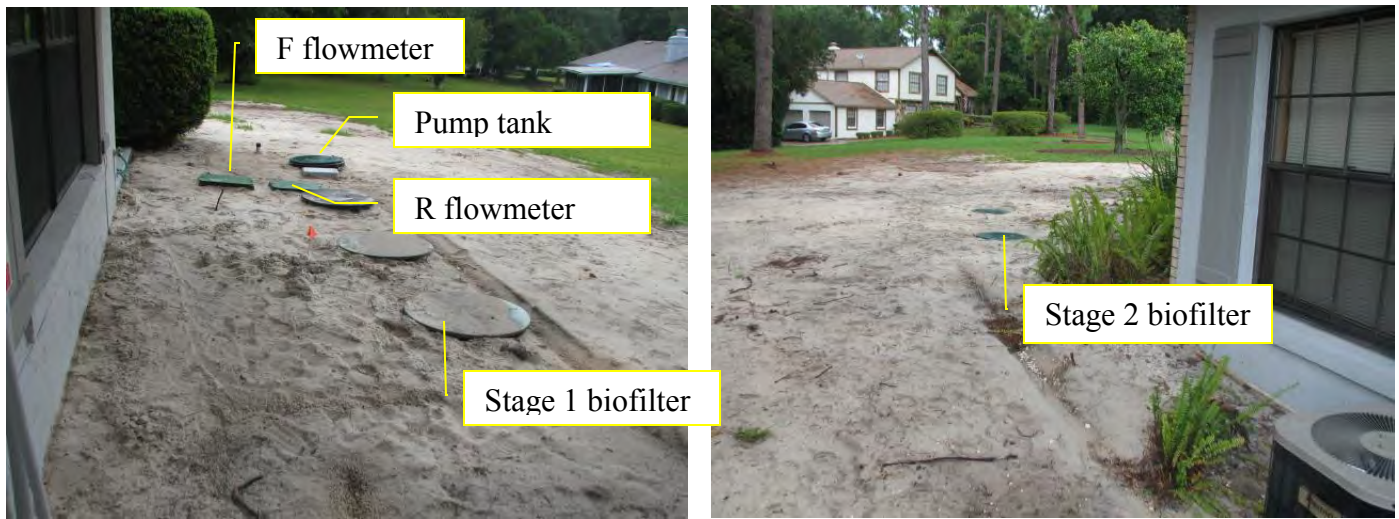 F flowmeter
Pump tank
R flowmeter
Stage 1 biofilter
Stage 2 biofilter